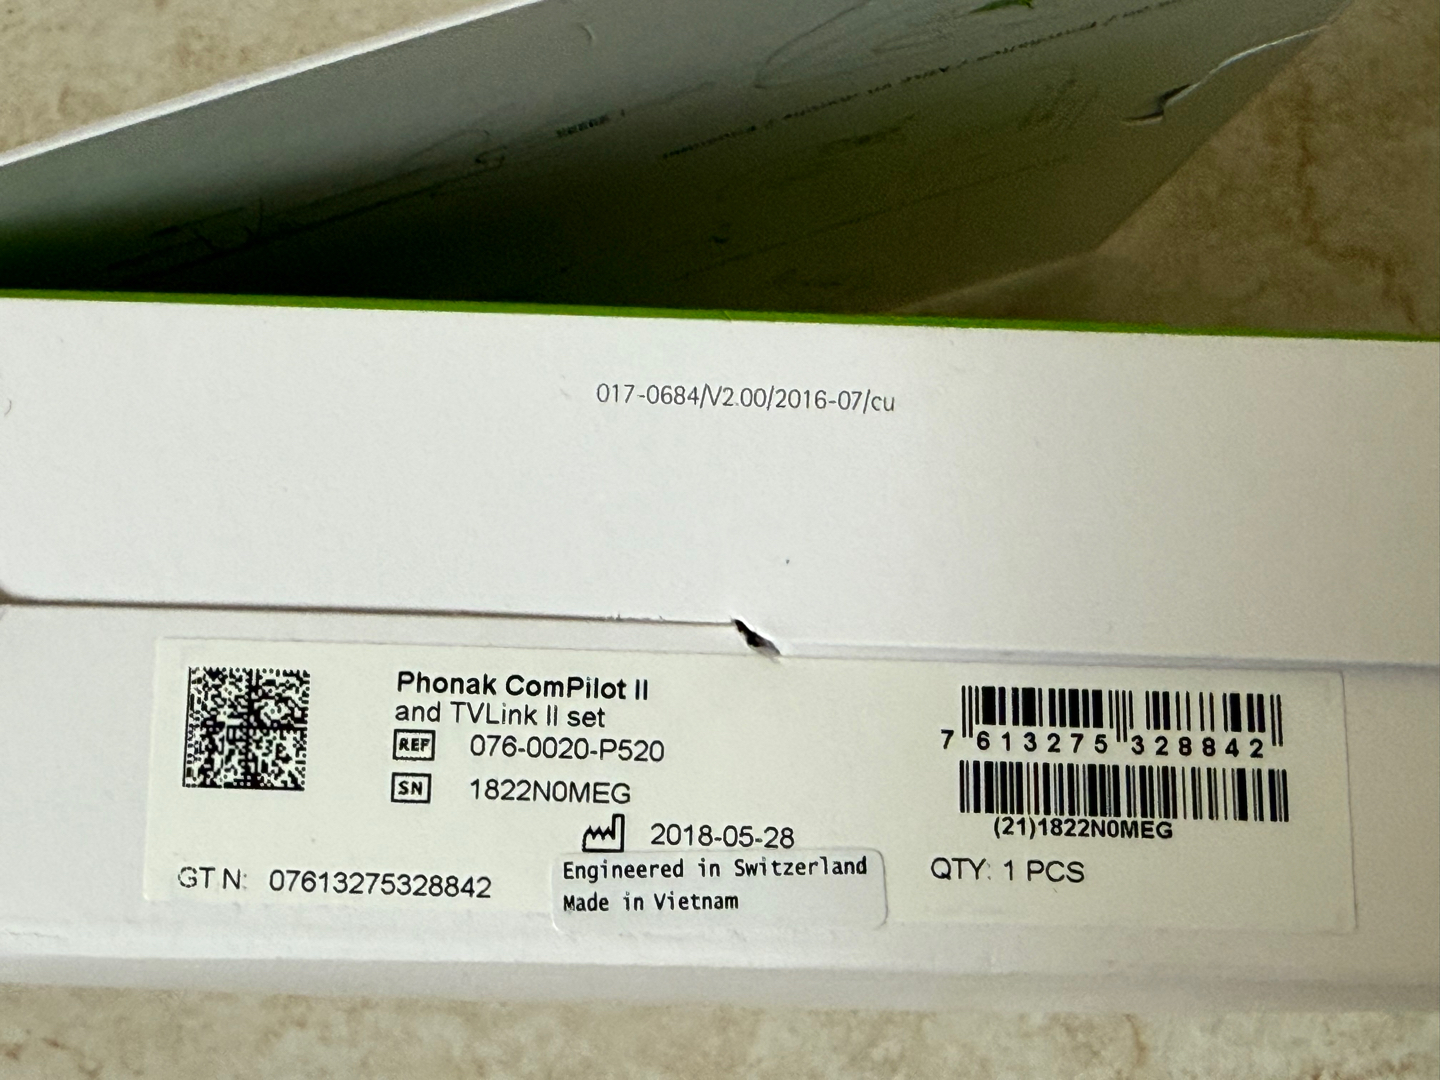 017-0684/V2.00/2016-07/cu
Phonak ComPilot II
and TVLink II set
REF 076-0020-P520
SN 1822N0MEG
2018-05-28
GTN: 07613275328842
Engineered in Switzerland
Made in Vietnam
7 613275 328842
(21)1822N0MEG
QTY: 1 PCS